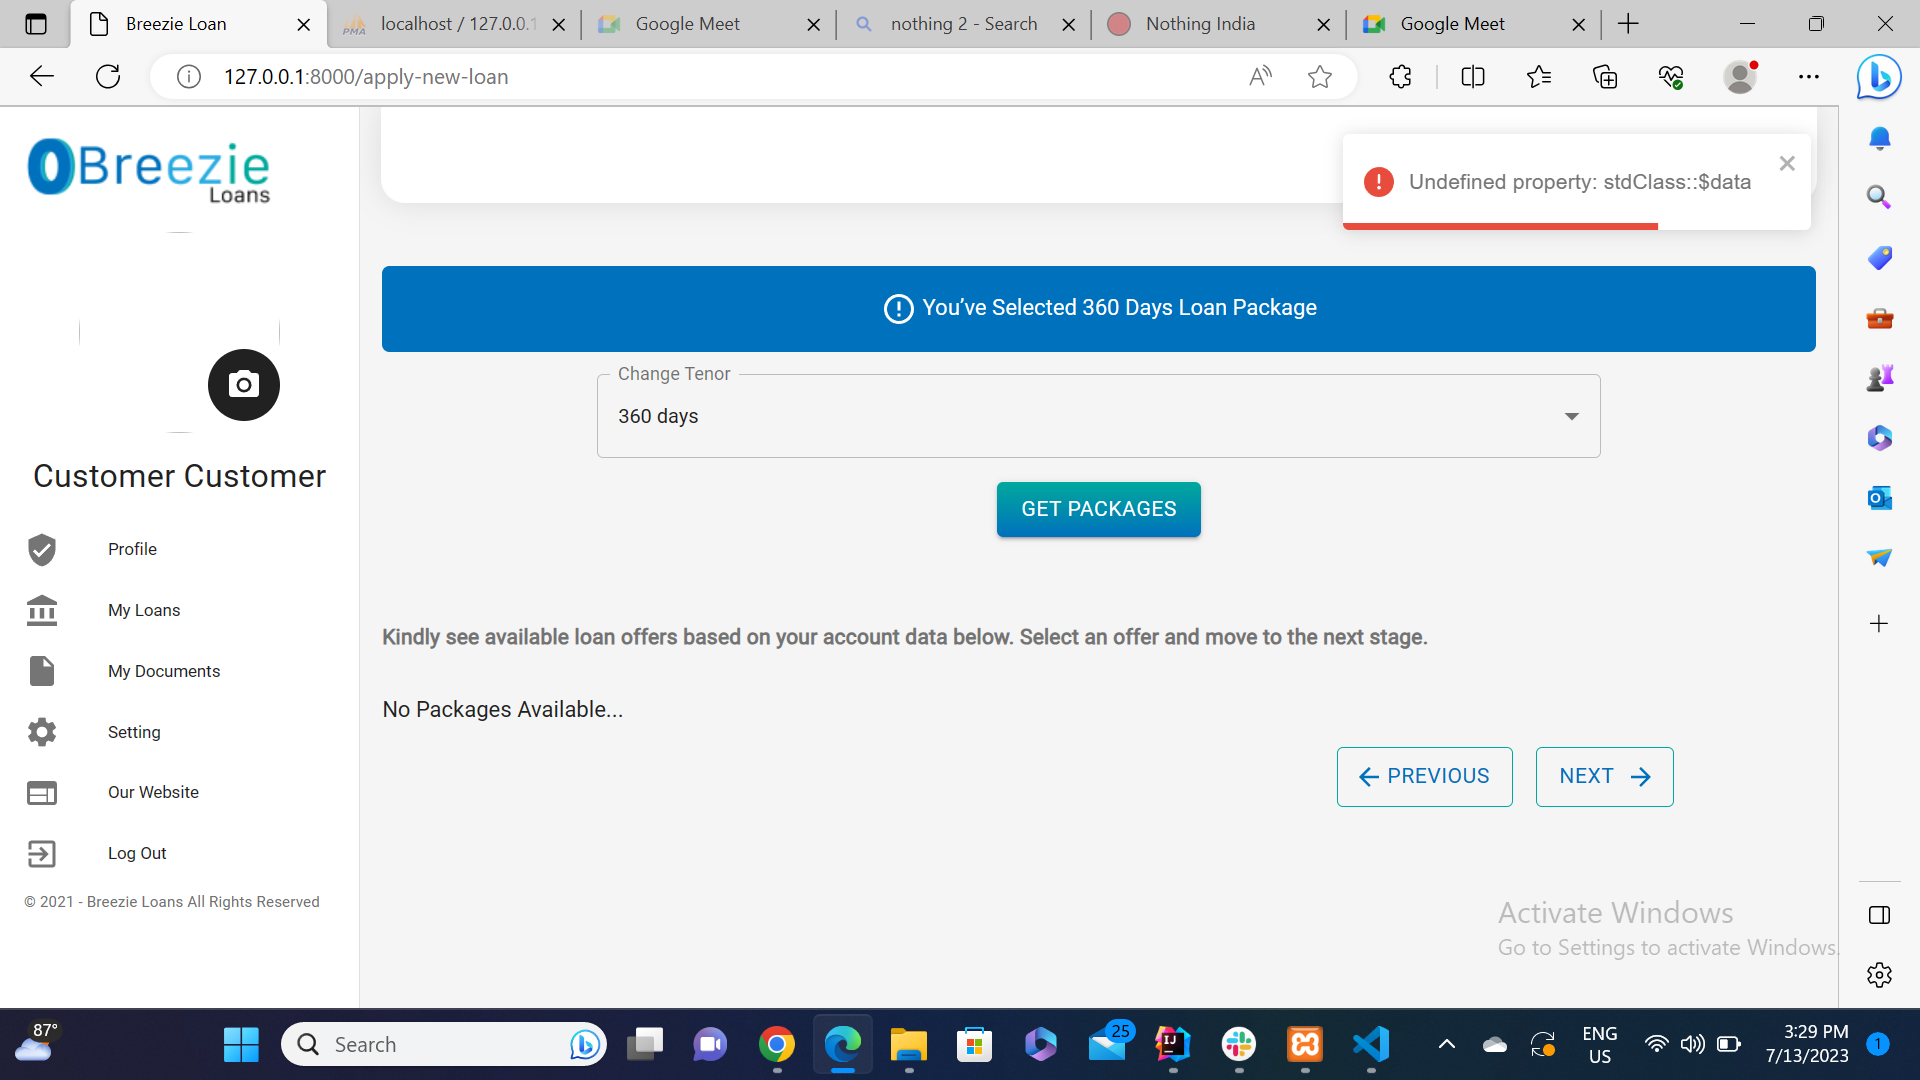 Breezie Loan
localhost / 127.0.0.1
Google Meet
nothing 2 - Search
Nothing India
Google Meet
127.0.0.1:8000/apply-new-loan
Breezie
Loans
Undefined property: stdClass::$data
You’ve Selected 360 Days Loan Package
Change Tenor
360 days
GET PACKAGES
Customer Customer
Profile
My Loans
My Documents
Setting
Our Website
Log Out
© 2021 - Breezie Loans All Rights Reserved
Kindly see available loan offers based on your account data below. Select an offer and move to the next stage.
No Packages Available...
PREVIOUS
NEXT
Activate Windows
Go to Settings to activate Windows.
87°
Search
25
ENG
US
3:29 PM
7/13/2023
1